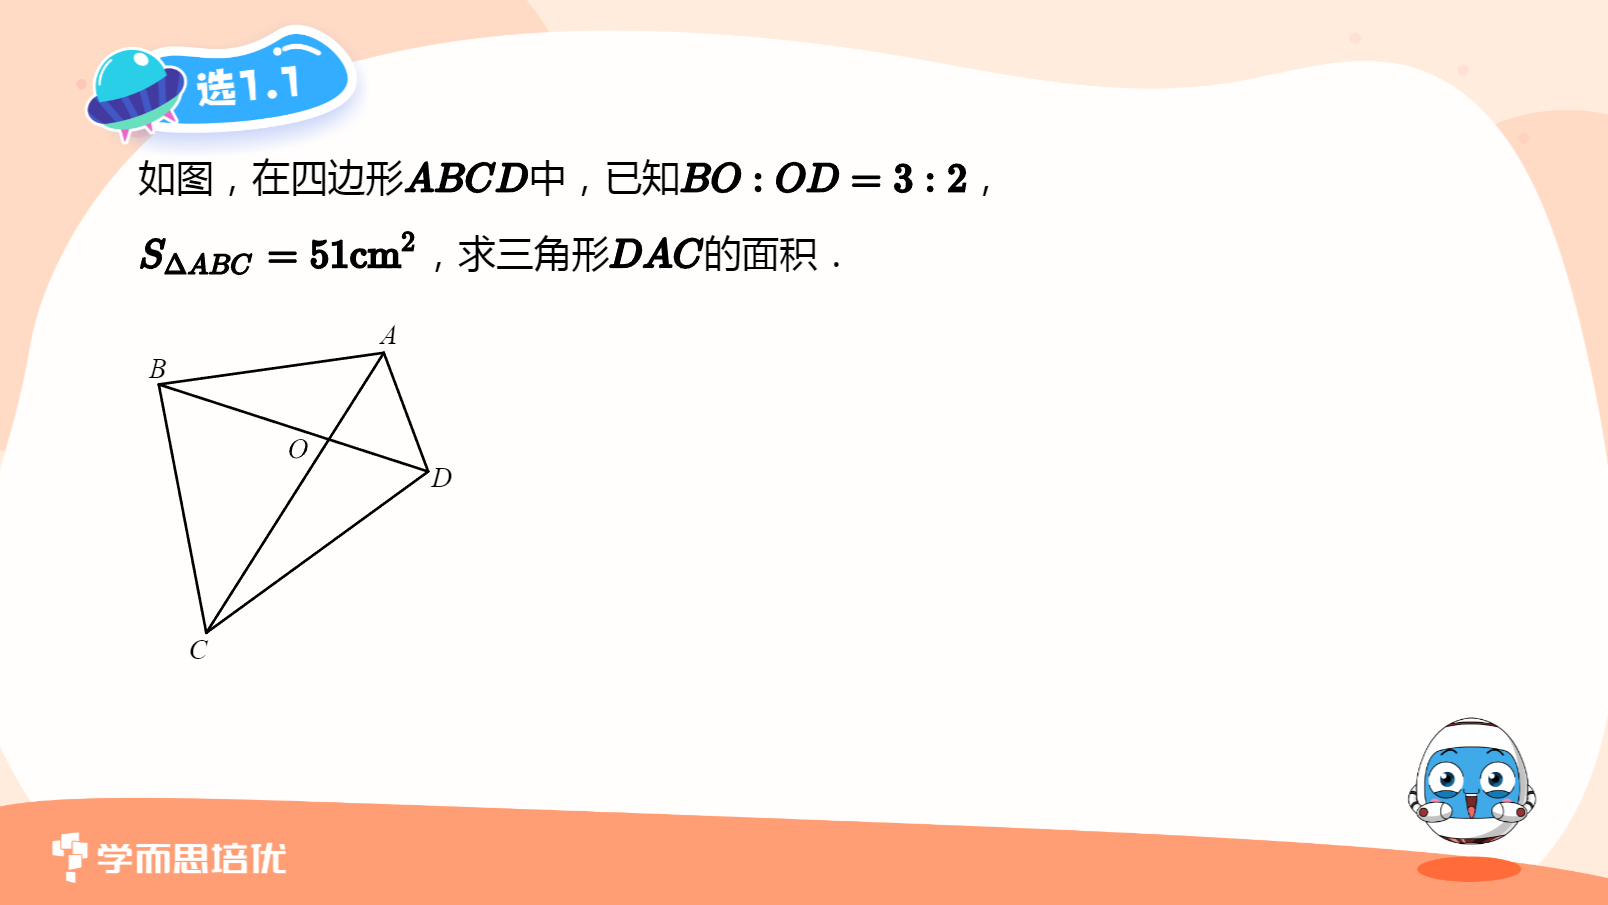 选1.1
如图，在四边形ABCD中，已知BO : OD = 3 : 2，
S△ABC = 51cm²，求三角形DAC的面积．
A
B
O
D
C
学而思培优